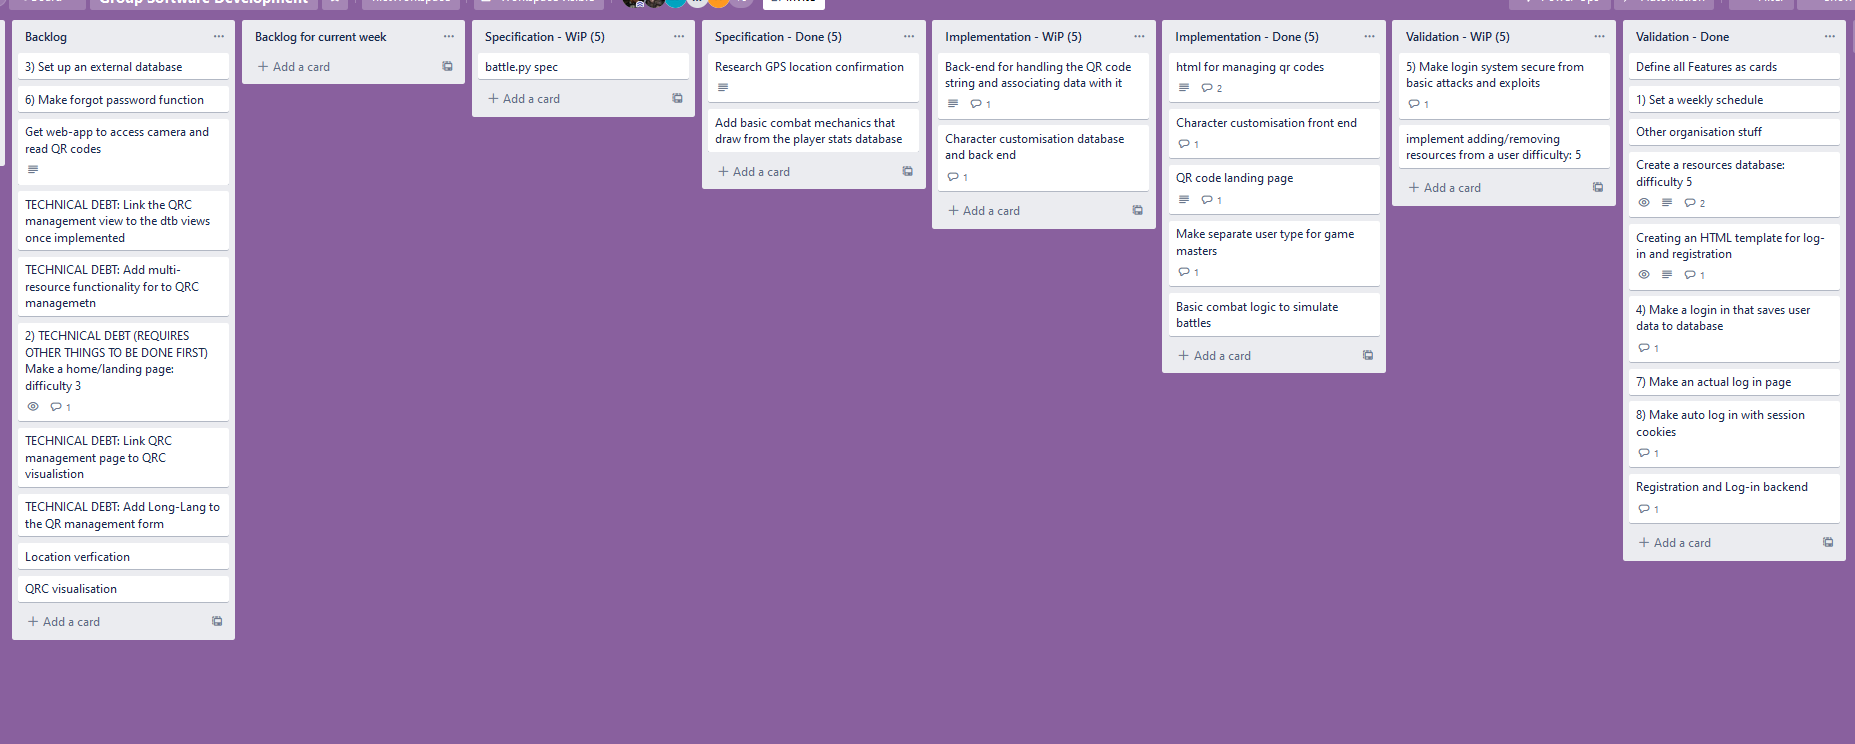 Group Software Development
Invite
Backlog
3) Set up an external database
6) Make forgot password function
Get web-app to access camera and
read QR codes
TECHNICAL DEBT: Link the QRC
management view to the dtb views
once implemented
TECHNICAL DEBT: Add multi-
resource functionality for to QRC
managemetn
2) TECHNICAL DEBT (REQUIRES
OTHER THINGS TO BE DONE FIRST)
Make a home/landing page:
difficulty 3
1
TECHNICAL DEBT: Link QRC
management page to QRC
visualistion
TECHNICAL DEBT: Add Long-Lang to
the QR management form
Location verfication
QRC visualisation
+ Add a card
Backlog for current week
+ Add a card
Specification - WiP (5)
battle.py spec
+ Add a card
Specification - Done (5)
Research GPS location confirmation
Add basic combat mechanics that
draw from the player stats database
+ Add a card
Implementation - WiP (5)
Back-end for handling the QR code
string and associating data with it
1
Character customisation database
and back end
1
+ Add a card
Implementation - Done (5)
html for managing qr codes
2
Character customisation front end
1
QR code landing page
1
Make separate user type for game
masters
1
Basic combat logic to simulate
battles
+ Add a card
Validation - WiP (5)
5) Make login system secure from
basic attacks and exploits
1
implement adding/removing
resources from a user difficulty: 5
+ Add a card
Validation - Done
Define all Features as cards
1) Set a weekly schedule
Other organisation stuff
Create a resources database:
difficulty 5
2
Creating an HTML template for log-
in and registration
1
4) Make a login in that saves user
data to database
1
7) Make an actual log in page
8) Make auto log in with session
cookies
1
Registration and Log-in backend
1
+ Add a card